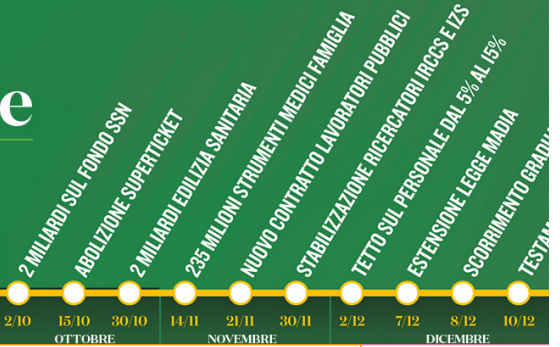 e
2 MILIARDI SUL FONDO SSN
ABOLIZIONE SUPERTICKET
2 MILIARDI EDILIZIA SANITARIA
235 MILIONI STRUMENTI MEDICI FAMIGLIA
NUOVO CONTRATTO LAVORATORI PUBBLICI
STABILIZZAZIONE RICERCATORI IRCCS E IZS
TETTO SUL PERSONALE DAL 5% AL 15%
ESTENSIONE LEGGE MADIA
SCORRIMENTO GRADU
TESTAM
2/10 15/10 30/10 14/11 21/11 30/11 2/12 7/12 8/12 10/12
OTTOBRE NOVEMBRE DICEMBRE